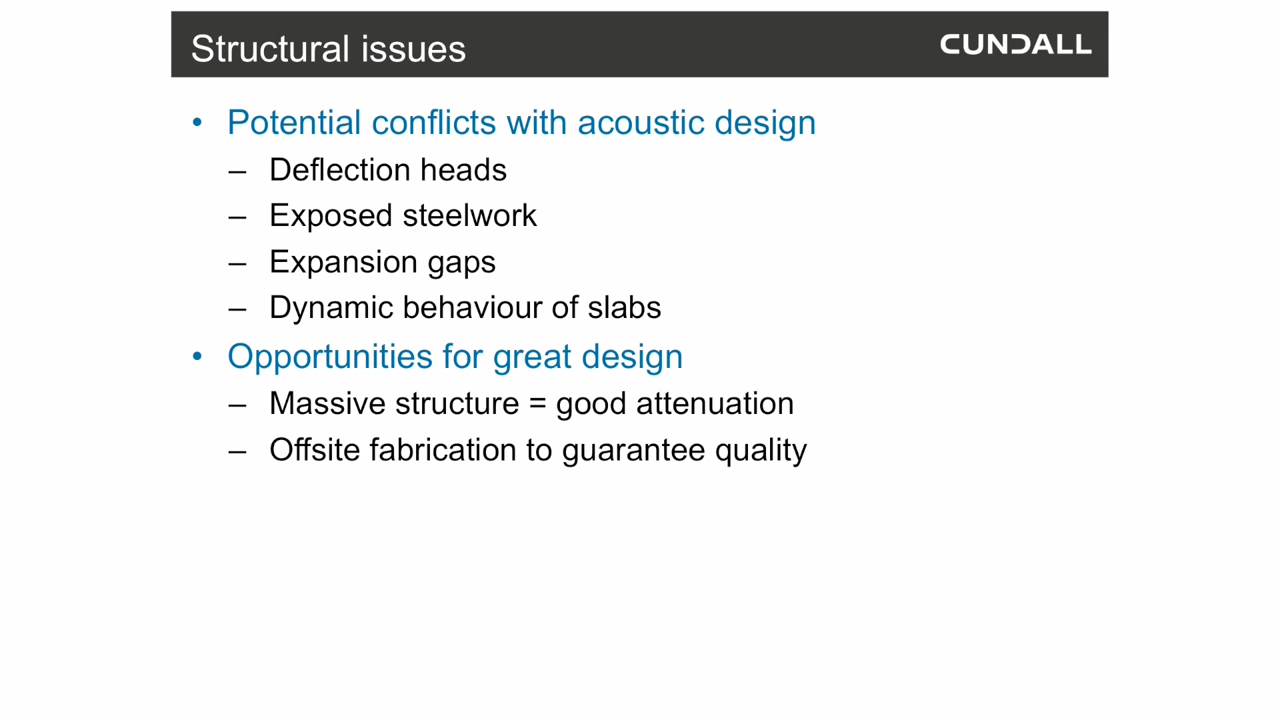 Structural issues
CUNDALL
• Potential conflicts with acoustic design
– Deflection heads
– Exposed steelwork
– Expansion gaps
– Dynamic behaviour of slabs
• Opportunities for great design
– Massive structure = good attenuation
– Offsite fabrication to guarantee quality